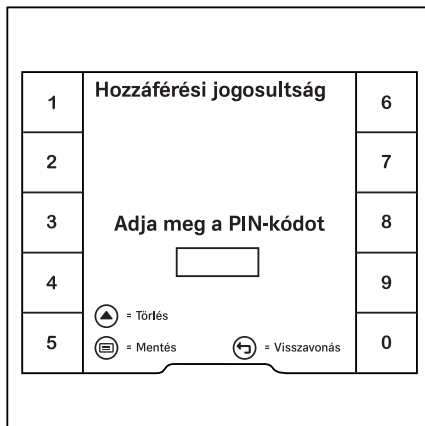 Hozzáférési jogosultság
1
6
2
7
3
Adja meg a PIN-kódot
8
4
9
= Törlés
5
= Mentés
= Visszavonás
0